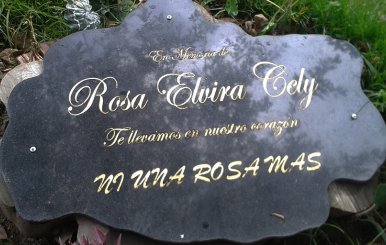 En Memoria de
Rosa Elvira Cely
Te llevamos en nuestro corazón
NI UNA ROSA MAS